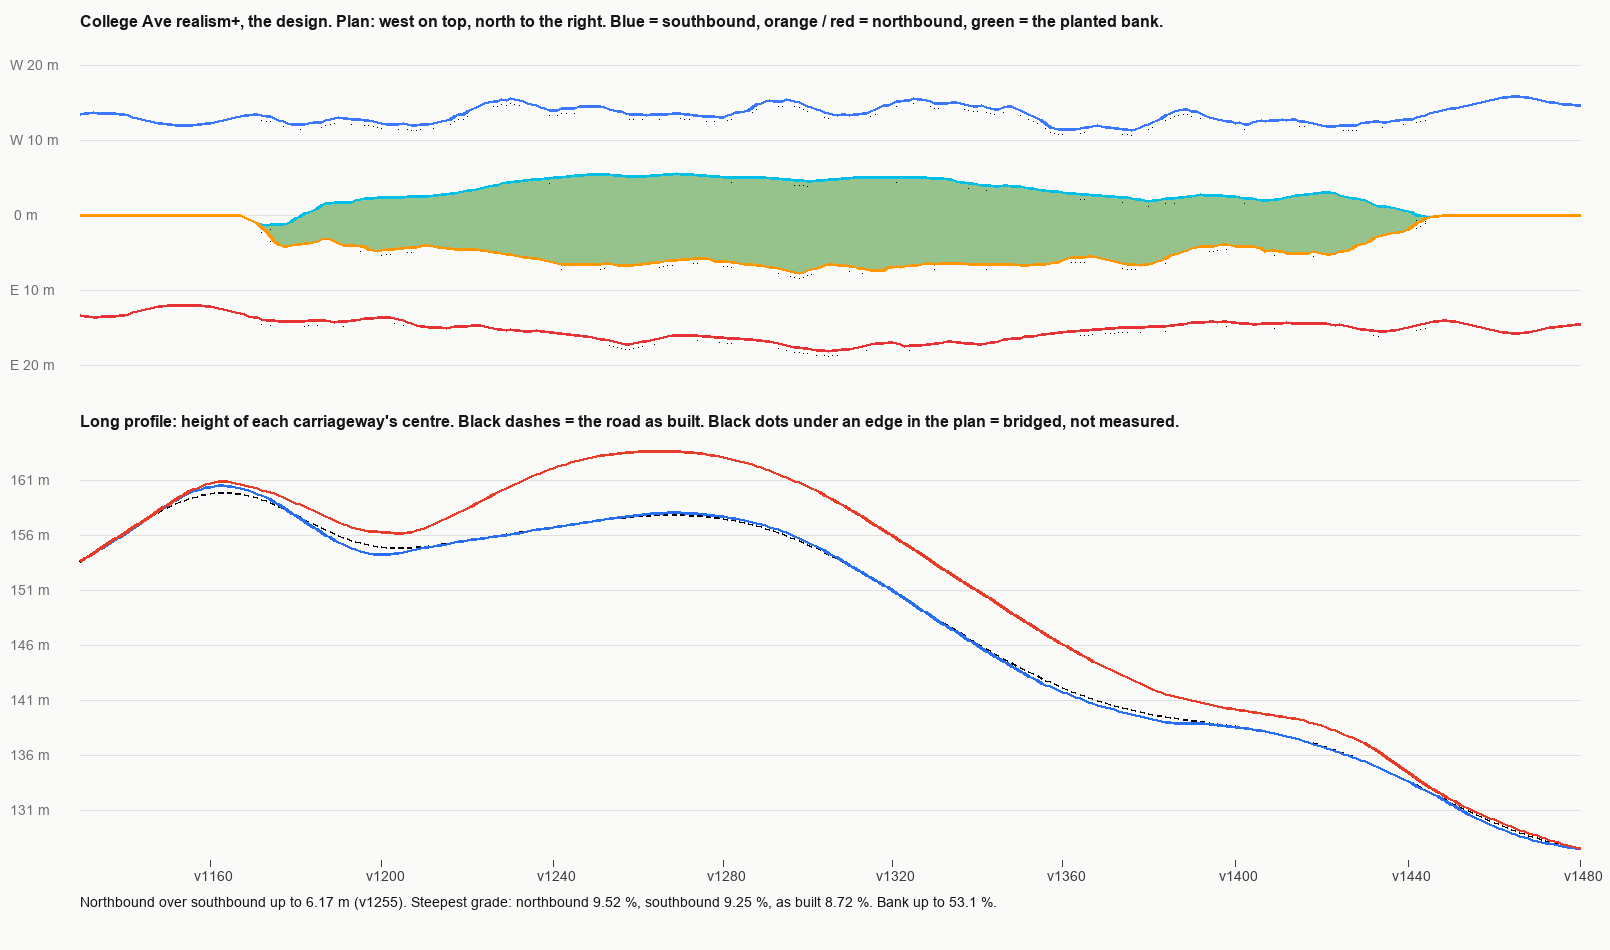 College Ave realism+, the design. Plan: west on top, north to the right. Blue = southbound, orange / red = northbound, green = the planted bank.
W 20 m
W 10 m
0 m
E 10 m
E 20 m
Long profile: height of each carriageway's centre. Black dashes = the road as built. Black dots under an edge in the plan = bridged, not measured.
161 m
156 m
151 m
146 m
141 m
136 m
131 m
v1160 v1200 v1240 v1280 v1320 v1360 v1400 v1440 v1480
Northbound over southbound up to 6.17 m (v1255). Steepest grade: northbound 9.52 %, southbound 9.25 %, as built 8.72 %. Bank up to 53.1 %.